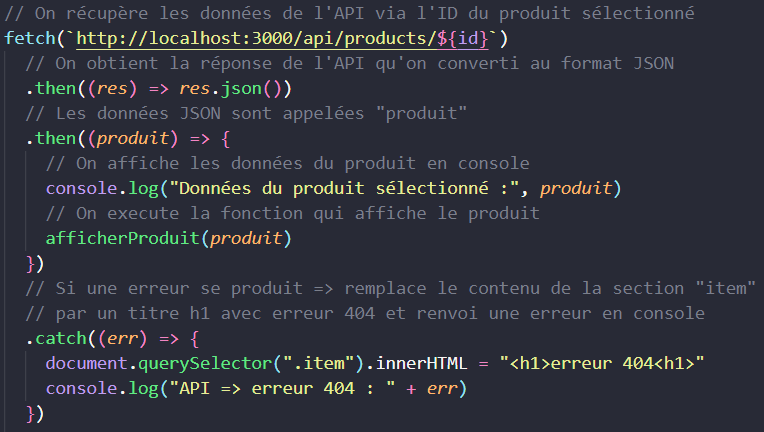 // On récupère les données de l'API via l'ID du produit sélectionné
fetch(`http://localhost:3000/api/products/${id}`)
// On obtient la réponse de l'API qu'on converti au format JSON
.then((res) => res.json())
// Les données JSON sont appelées "produit"
.then((produit) => {
// On affiche les données du produit en console
console.log("Données du produit sélectionné :", produit)
// On execute la fonction qui affiche le produit
afficherProduit(produit)
})
// Si une erreur se produit => remplace le contenu de la section "item"
// par un titre h1 avec erreur 404 et renvoi une erreur en console
.catch((err) => {
document.querySelector(".item").innerHTML = "<h1>erreur 404<h1>"
console.log("API => erreur 404 : " + err)
})